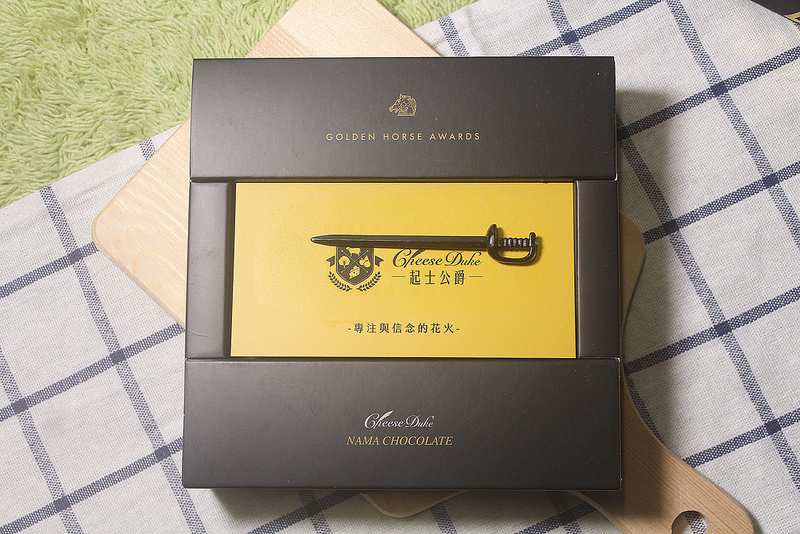 GOLDEN HORSE AWARDS
Cheese Duke
起士公爵
-專注與信念的花火-
Cheese Duke
NAMA CHOCOLATE